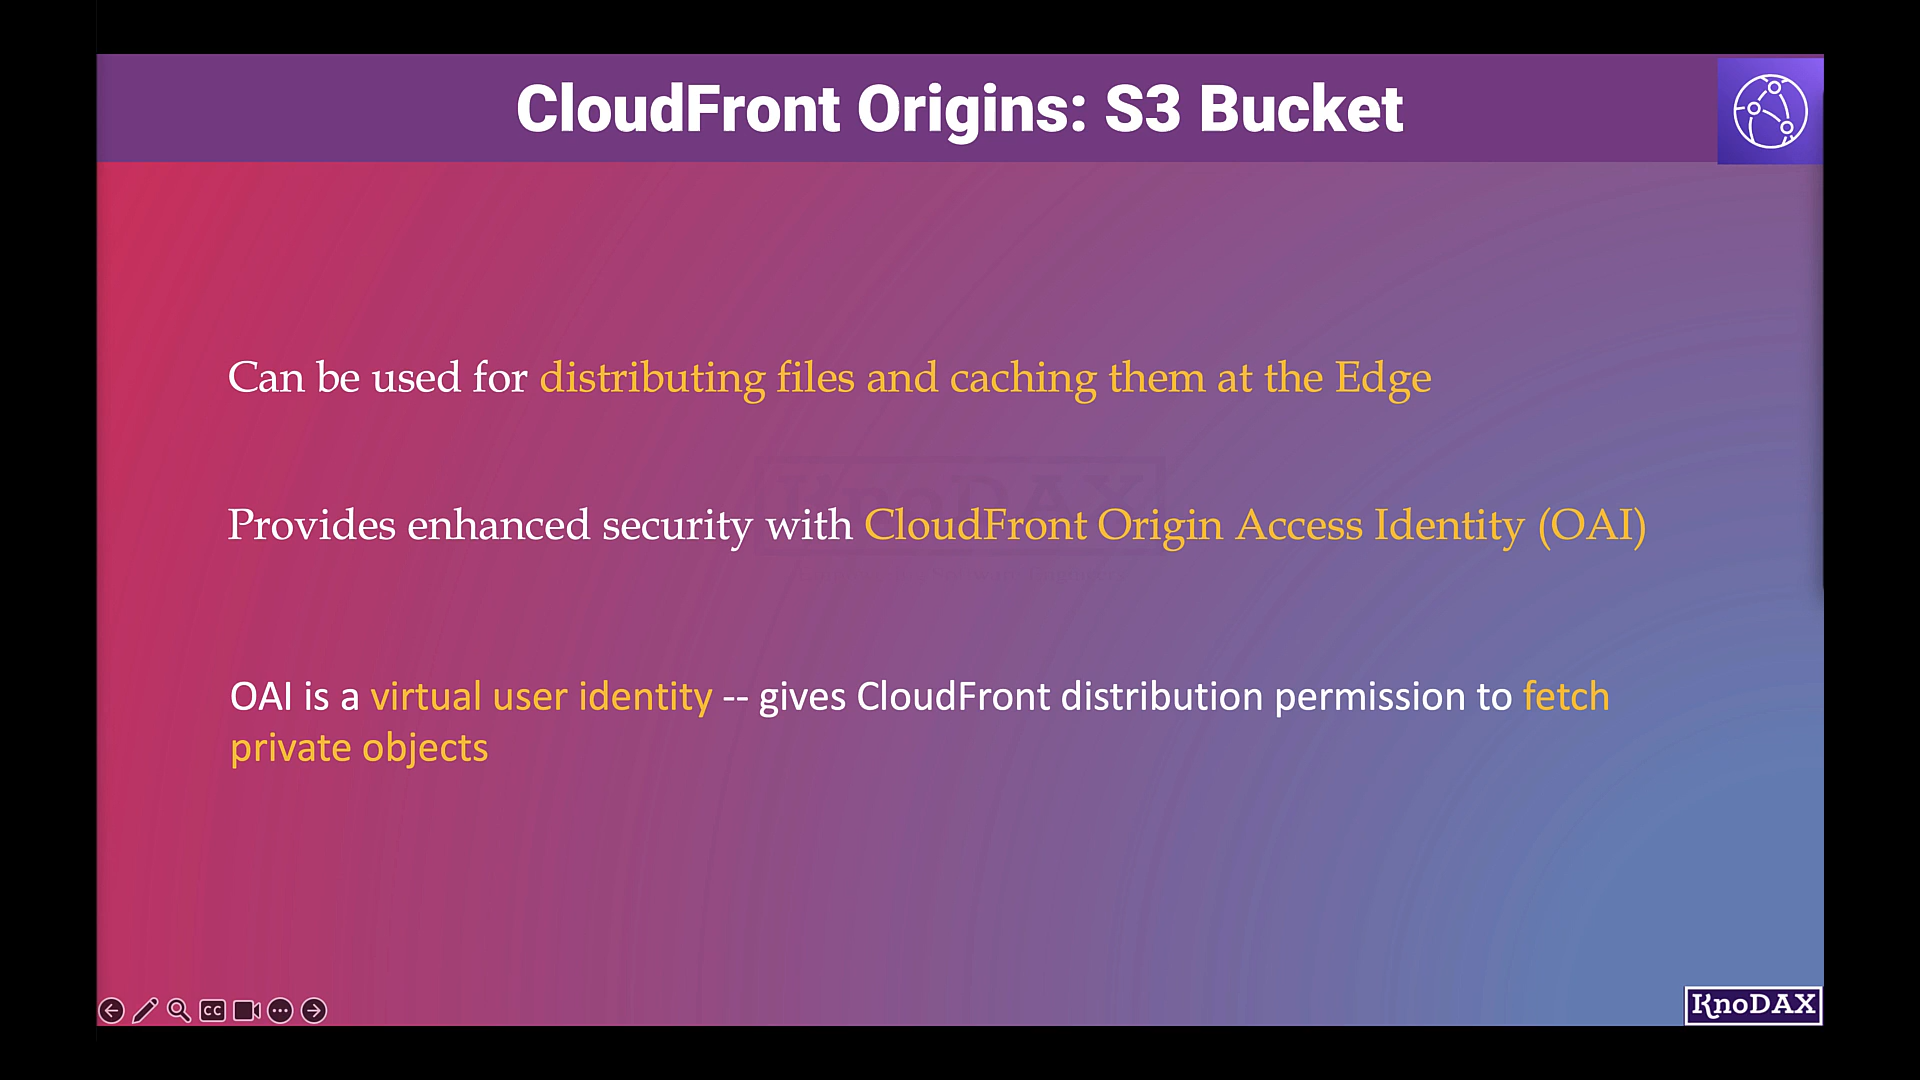 CloudFront Origins: S3 Bucket
Can be used for distributing files and caching them at the Edge
KnoDAX
Provides enhanced security with CloudFront Origin Access Identity (OAI)
OAI is a virtual user identity -- gives CloudFront distribution permission to fetch
private objects
CC
KnoDAX